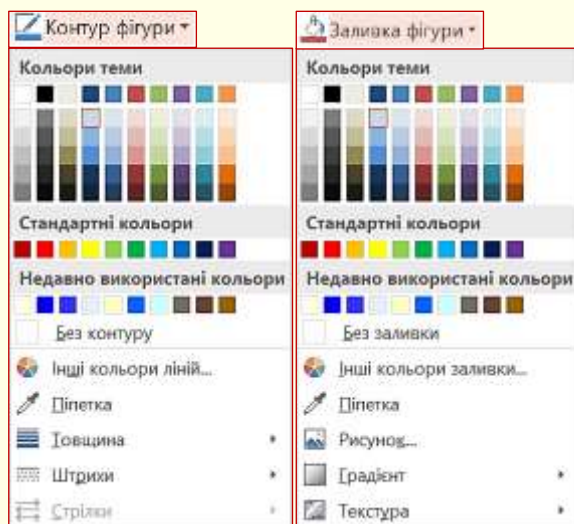 Контур фігури
Кольори теми
Стандартні кольори
Недавно використані кольори
Без контуру
Інші кольори ліній...
Піпетка
Товщина
Штрихи
Стрілки
Заливка фігури
Кольори теми
Стандартні кольори
Недавно використані кольори
Без заливки
Інші кольори заливки...
Піпетка
Рисунок...
Градієнт
Текстура